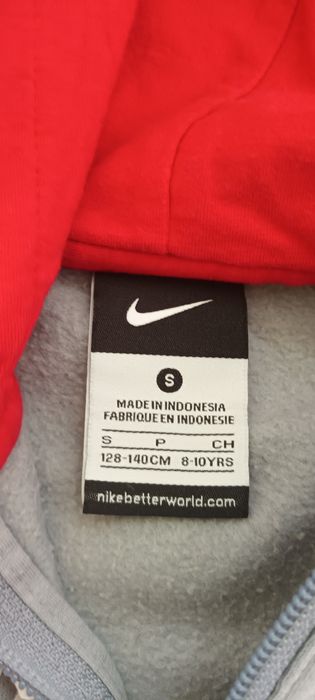 S
MADE IN INDONESIA
FABRIQUE EN INDONESIE
S P CH
128-140CM 8-10YRS
nikebetterworld.com